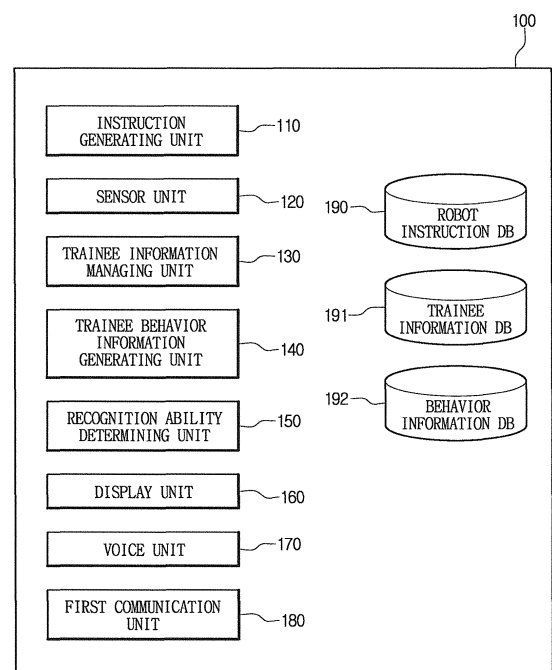 100
INSTRUCTION
GENERATING UNIT
110
SENSOR UNIT
120
TRAINEE INFORMATION
MANAGING UNIT
130
TRAINEE BEHAVIOR
INFORMATION
GENERATING UNIT
140
RECOGNITION ABILITY
DETERMINING UNIT
150
DISPLAY UNIT
160
VOICE UNIT
170
FIRST COMMUNICATION
UNIT
180
190
ROBOT
INSTRUCTION DB
191
TRAINEE
INFORMATION DB
192
BEHAVIOR
INFORMATION DB